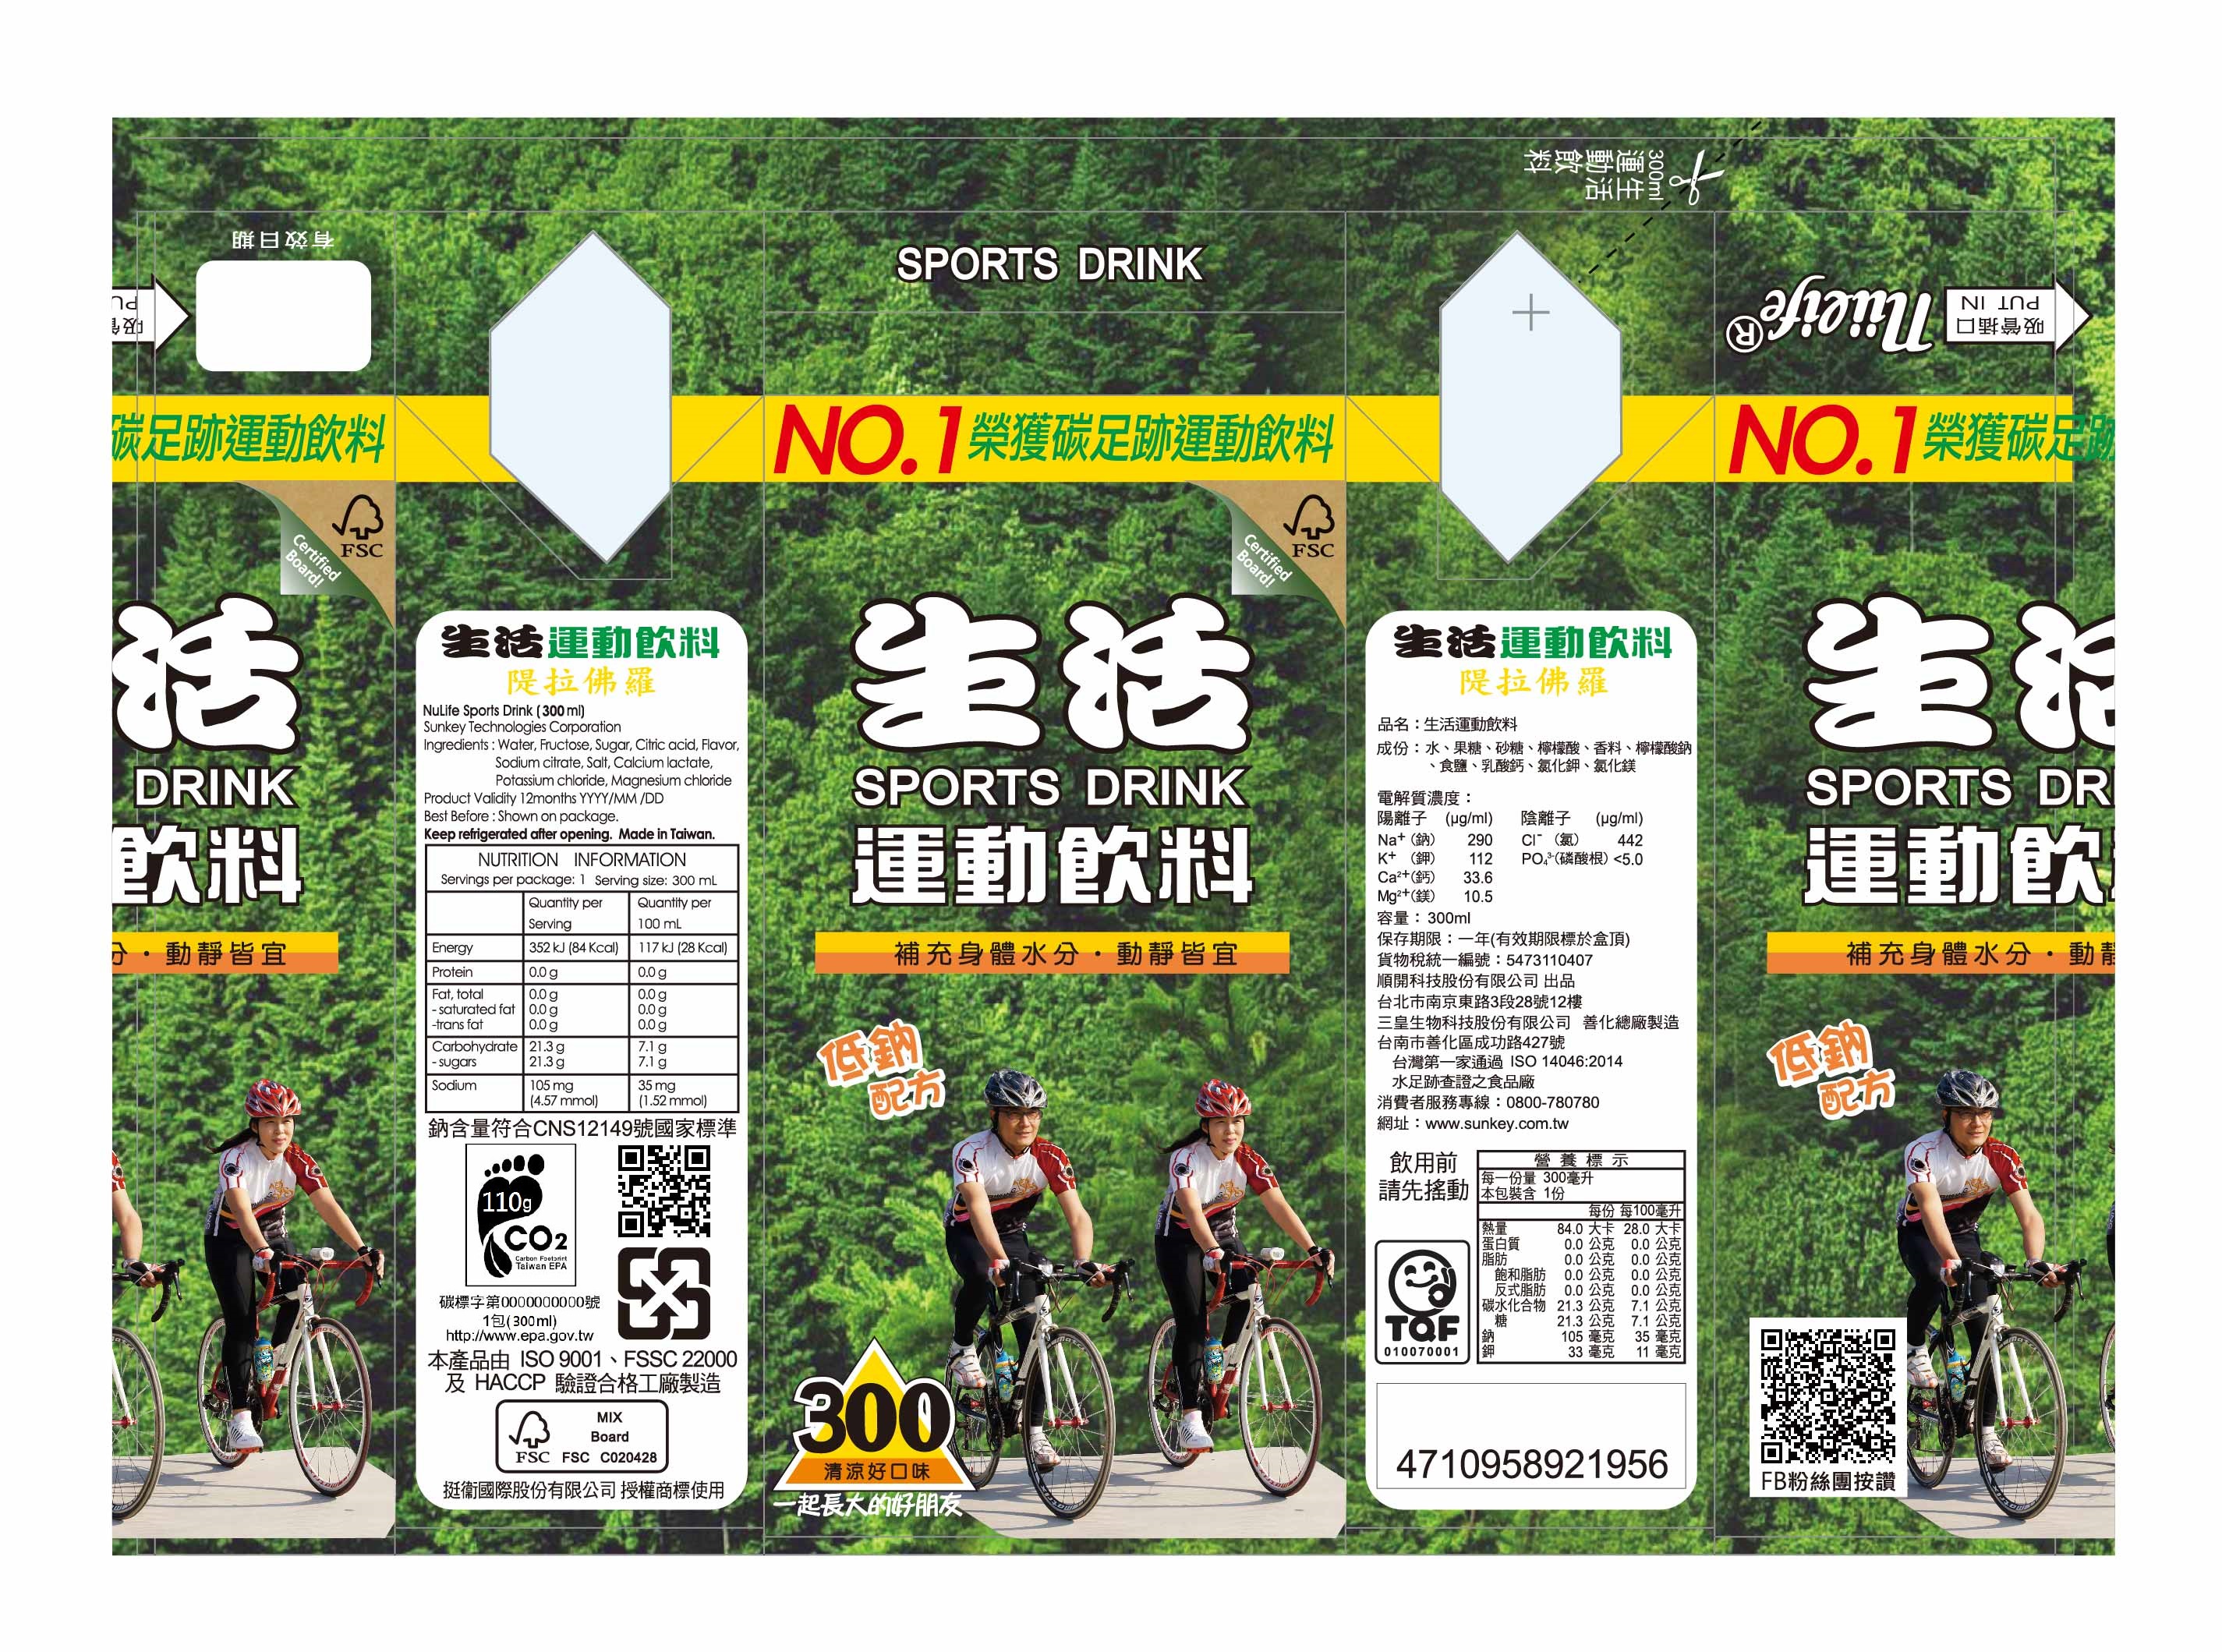 300ml
生活
運動飲料
有效日期
吸管
PU
SPORTS DRINK
Nulife®
吸管插口
PUT IN
碳足跡運動飲料
NO.1榮獲碳足跡運動飲料
NO.1榮獲碳足跡
FSC
Certified
Board!
FSC
Certified
Board!
活
DRINK
飲料
分・動靜皆宜
生活運動飲料
隄拉佛羅
NuLife Sports Drink (300 ml)
Sunkey Technologies Corporation
Ingredients : Water, Fructose, Sugar, Citric acid, Flavor,
Sodium citrate, Salt, Calcium lactate,
Potassium chloride, Magnesium chloride
Product Validity 12months YYYY/MM /DD
Best Before : Shown on package.
Keep refrigerated after opening. Made in Taiwan.
NUTRITION INFORMATION
Servings per package: 1 Serving size: 300 mL
Quantity per Serving Quantity per 100 mL
Energy 352 kJ (84 Kcal) 117 kJ (28 Kcal)
Protein 0.0 g 0.0 g
Fat, total 0.0 g 0.0 g
- saturated fat 0.0 g 0.0 g
-trans fat 0.0 g 0.0 g
Carbohydrate 21.3 g 7.1 g
- sugars 21.3 g 7.1 g
Sodium 105 mg 35 mg
(4.57 mmol) (1.52 mmol)
鈉含量符合CNS12149號國家標準
110g
CO2
Carbon Footprint
Taiwan EPA
碳標字第0000000000號
1包(300ml)
http://www.epa.gov.tw
本產品由 ISO 9001、FSSC 22000
及 HACCP 驗證合格工廠製造
MIX
Board
FSC FSC C020428
挺衛國際股份有限公司 授權商標使用
生活
SPORTS DRINK
運動飲料
補充身體水分・動靜皆宜
低鈉
配方
300
清涼好口味
一起長大的好朋友
生活運動飲料
隄拉佛羅
品名：生活運動飲料
成份：水、果糖、砂糖、檸檬酸、香料、檸檬酸鈉
、食鹽、乳酸鈣、氯化鉀、氯化鎂
電解質濃度：
陽離子 (μg/ml) 陰離子 (μg/ml)
Na⁺ (鈉) 290 Cl⁻ (氯) 442
K⁺ (鉀) 112 PO₄³⁻(磷酸根) <5.0
Ca²⁺(鈣) 33.6
Mg²⁺(鎂) 10.5
容量：300ml
保存期限：一年(有效期限標於盒頂)
貨物稅統一編號：5473110407
順開科技股份有限公司 出品
台北市南京東路3段28號12樓
三皇生物科技股份有限公司 善化總廠製造
台南市善化區成功路427號
台灣第一家通過 ISO 14046:2014
水足跡查證之食品廠
消費者服務專線：0800-780780
網址：www.sunkey.com.tw
飲用前
請先搖動
營養標示
每一份量 300毫升
本包裝含 1份
每份 每100毫升
熱量 84.0 大卡 28.0 大卡
蛋白質 0.0 公克 0.0 公克
脂肪 0.0 公克 0.0 公克
飽和脂肪 0.0 公克 0.0 公克
反式脂肪 0.0 公克 0.0 公克
碳水化合物 21.3 公克 7.1 公克
糖 21.3 公克 7.1 公克
鈉 105 毫克 35 毫克
鉀 33 毫克 11 毫克
TQF
010070001
4710958921956
生活
SPORTS DR
運動飲
補充身體水分・動靜
低鈉
配方
FB粉絲團按讚